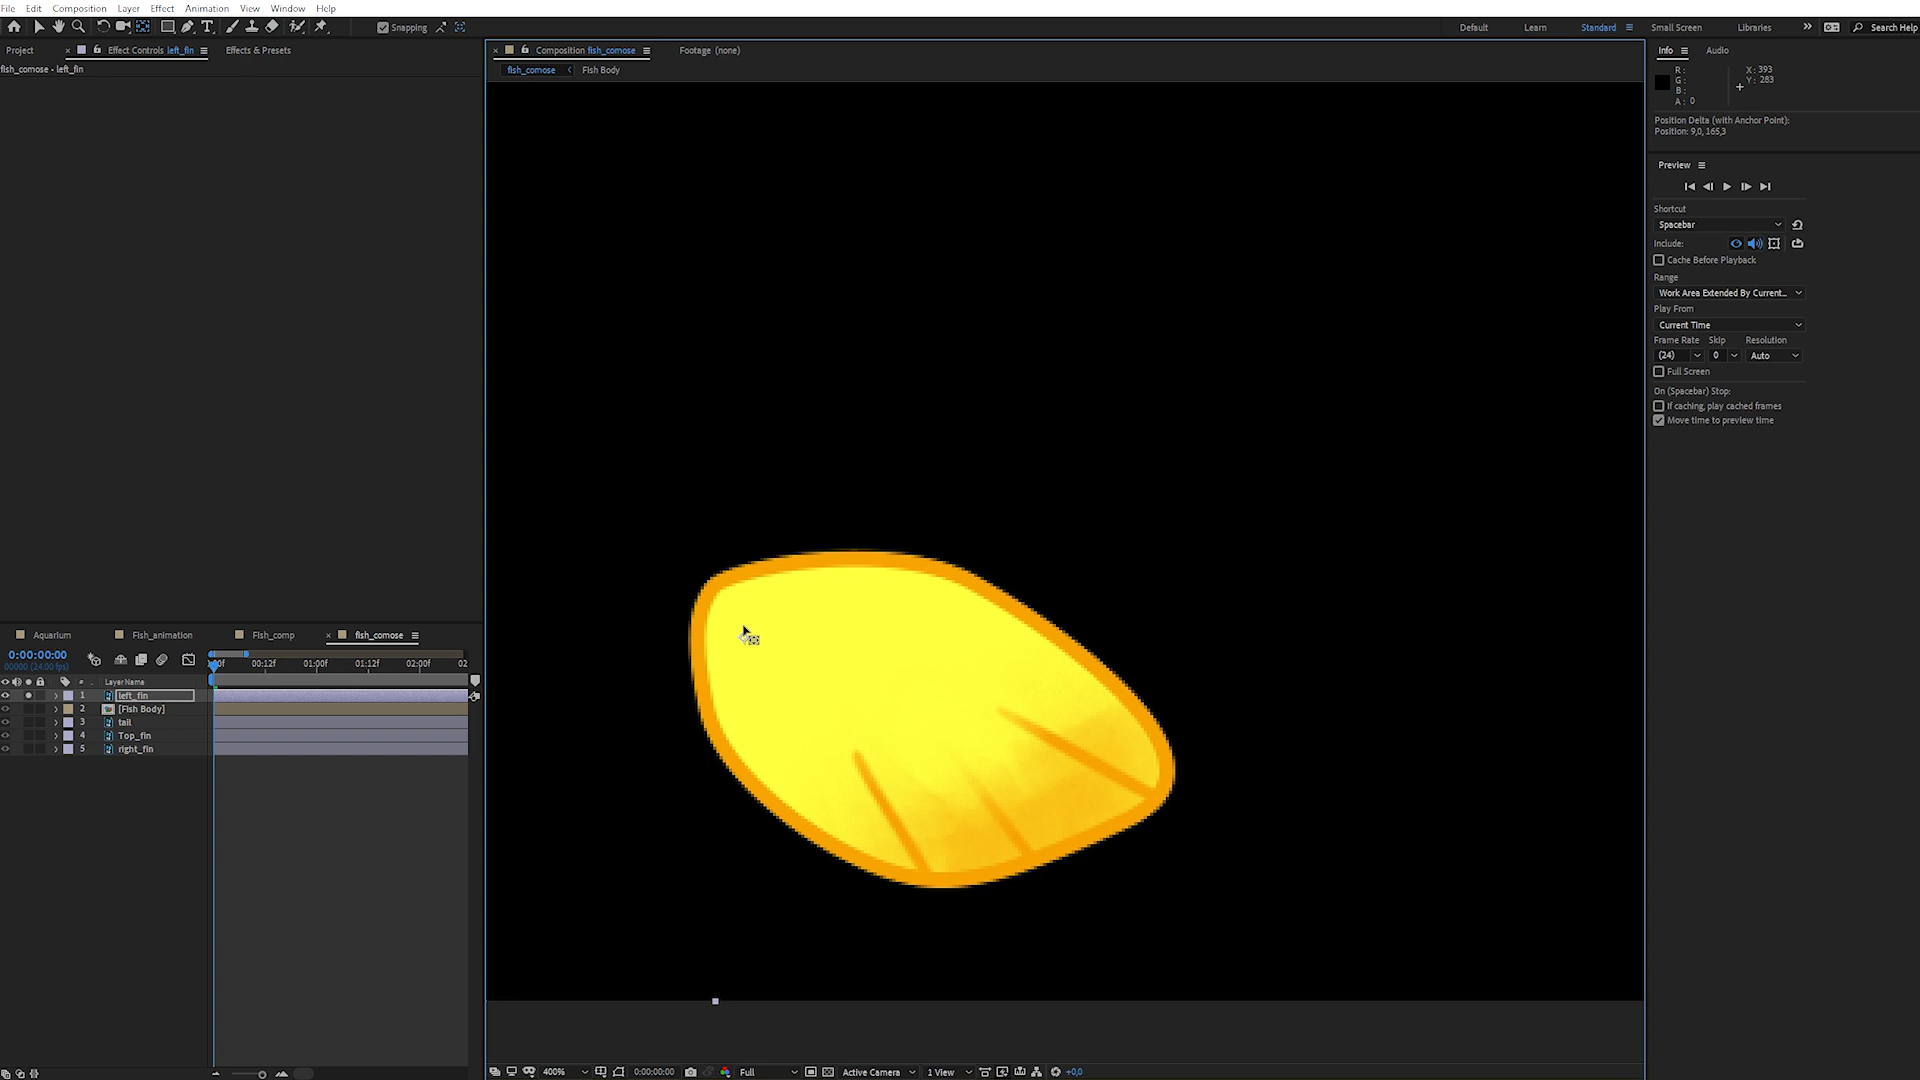 File Edit Composition Layer Effect Animation View Window Help
Snapping
Default Learn Standard Small Screen Libraries Search Help
Project Effect Controls left_fin Effects & Presets
fish_comose - left_fin
Composition fish_comose Footage (none)
fish_comose Fish Body
Info Audio
R:
G:
B:
A: 0
X: 393
Y: 283
Position Delta (with Anchor Point):
Position: 9,0, 165,3
Preview
Shortcut
Spacebar
Include:
Cache Before Playback
Range
Work Area Extended By Current...
Play From
Current Time
Frame Rate Skip Resolution
(24) 0 Auto
Full Screen
On (Spacebar) Stop:
If caching, play cached frames
Move time to preview time
Aquarium Fish_animation Fish_comp fish_comose
0:00:00:00
00000 (24.00 fps)
:00f 00:12f 01:00f 01:12f 02:00f 02
# Layer Name
1 left_fin
2 [Fish Body]
3 tail
4 Top_fin
5 right_fin
400% 0:00:00:00 Full Active Camera 1 View +0,0